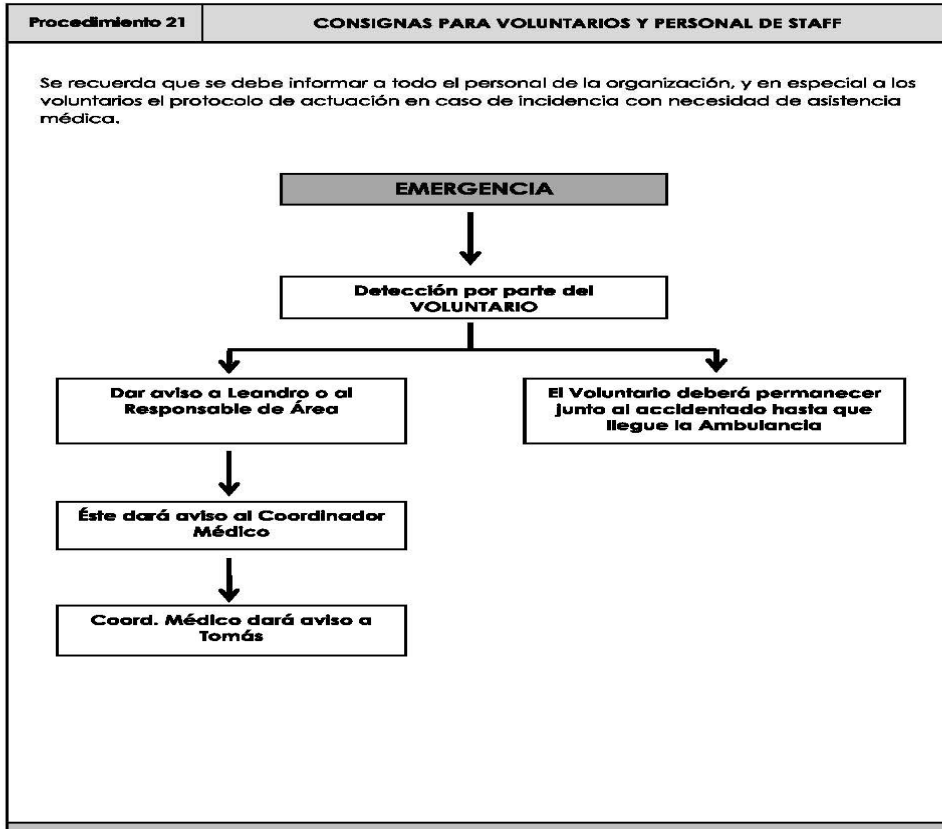 Procedimiento 21
CONSIGNAS PARA VOLUNTARIOS Y PERSONAL DE STAFF
Se recuerda que se debe informar a todo el personal de la organización, y en especial a los
voluntarios el protocolo de actuación en caso de incidencia con necesidad de asistencia
médica.
EMERGENCIA
Detección por parte del
VOLUNTARIO
Dar aviso a Leandro o al
Responsable de Área
El Voluntario deberá permanecer
junto al accidentado hasta que
llegue la Ambulancia
Éste dará aviso al Coordinador
Médico
Coord. Médico dará aviso a
Tomás